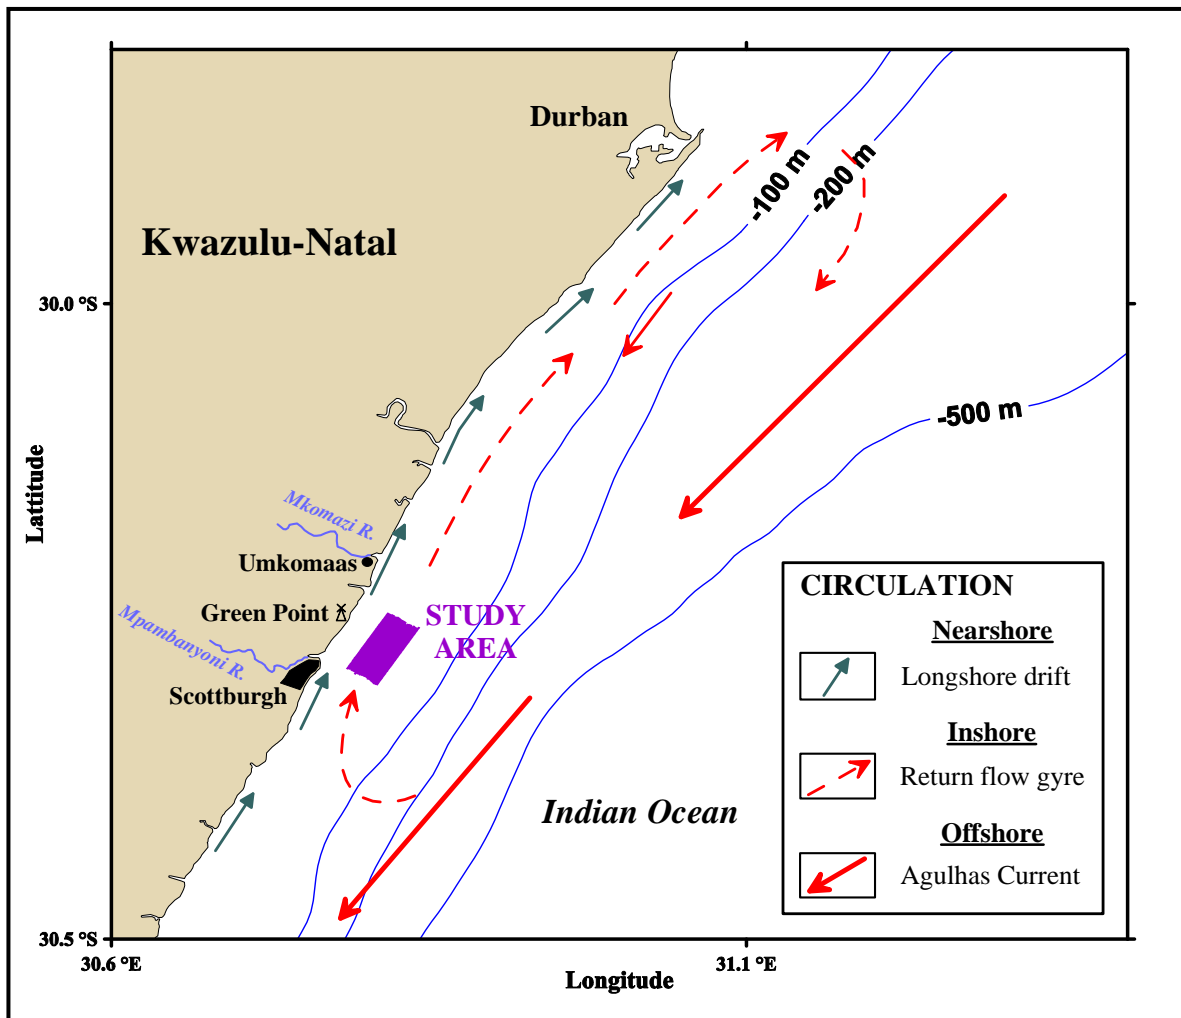 Durban
-100 m
-200 m
Kwazulu-Natal
30.0 °S
-500 m
Lattitude
Mkomazi R.
Umkomaas
Green Point
STUDY
AREA
Mpambanyoni R.
Scottburgh
Indian Ocean
CIRCULATION
Nearshore
Longshore drift
Inshore
Return flow gyre
Offshore
Agulhas Current
30.5 °S
30.6 °E
31.1 °E
Longitude